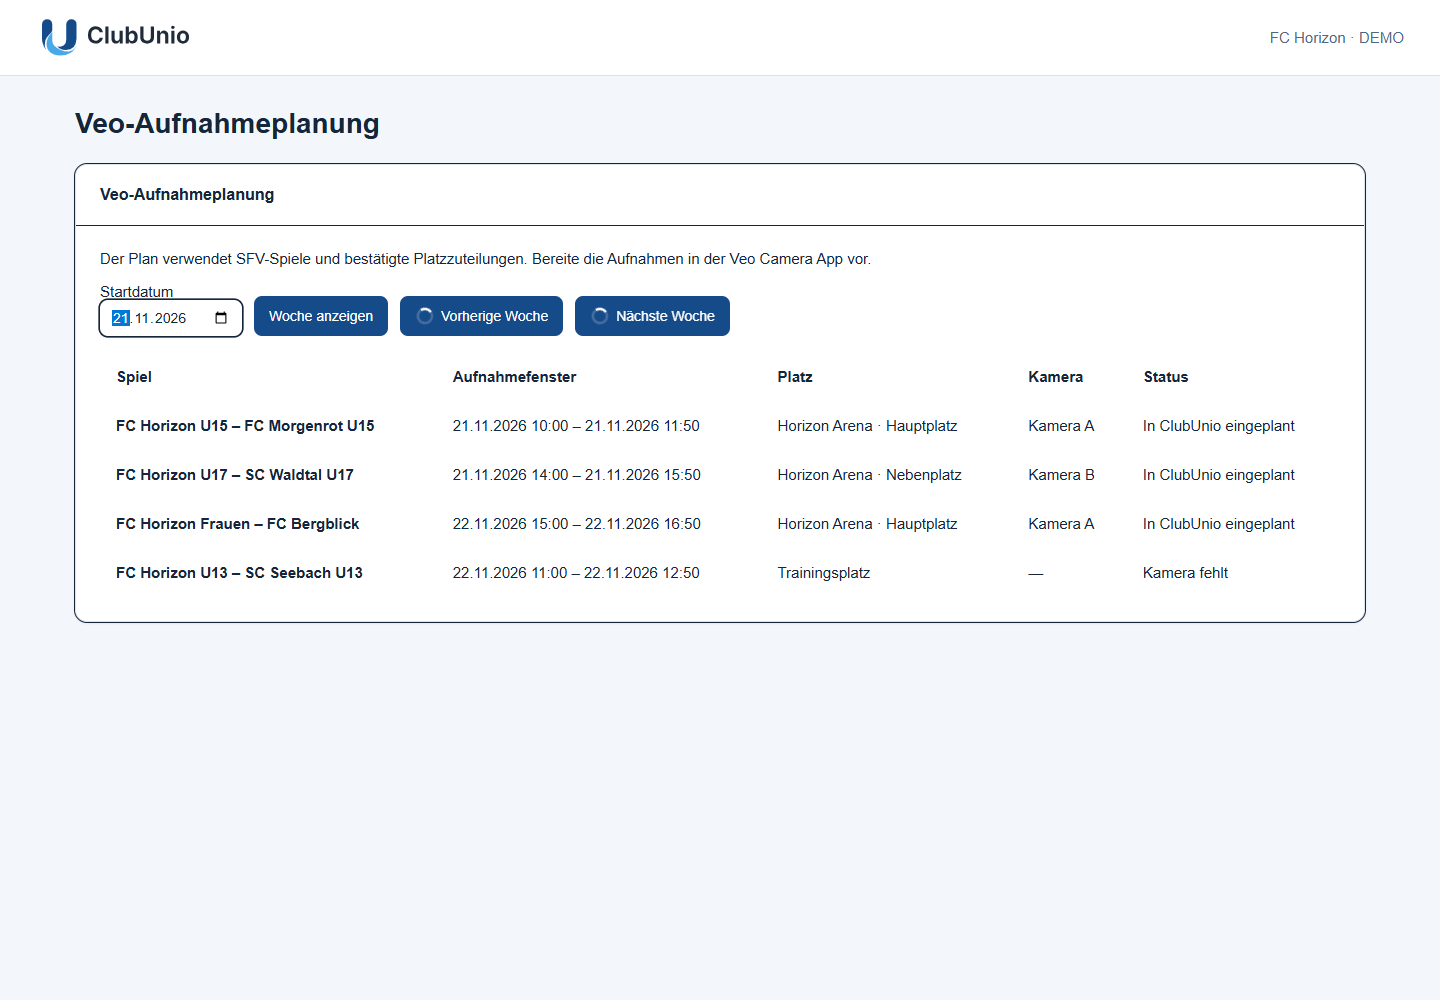 ClubUnio
FC Horizon · DEMO
Veo-Aufnahmeplanung
Veo-Aufnahmeplanung
Der Plan verwendet SFV-Spiele und bestätigte Platzzuteilungen. Bereite die Aufnahmen in der Veo Camera App vor.
Startdatum
21.11.2026 Woche anzeigen Vorherige Woche Nächste Woche
Spiel Aufnahmefenster Platz Kamera Status
FC Horizon U15 – FC Morgenrot U15 21.11.2026 10:00 – 21.11.2026 11:50 Horizon Arena · Hauptplatz Kamera A In ClubUnio eingeplant
FC Horizon U17 – SC Waldtal U17 21.11.2026 14:00 – 21.11.2026 15:50 Horizon Arena · Nebenplatz Kamera B In ClubUnio eingeplant
FC Horizon Frauen – FC Bergblick 22.11.2026 15:00 – 22.11.2026 16:50 Horizon Arena · Hauptplatz Kamera A In ClubUnio eingeplant
FC Horizon U13 – SC Seebach U13 22.11.2026 11:00 – 22.11.2026 12:50 Trainingsplatz — Kamera fehlt